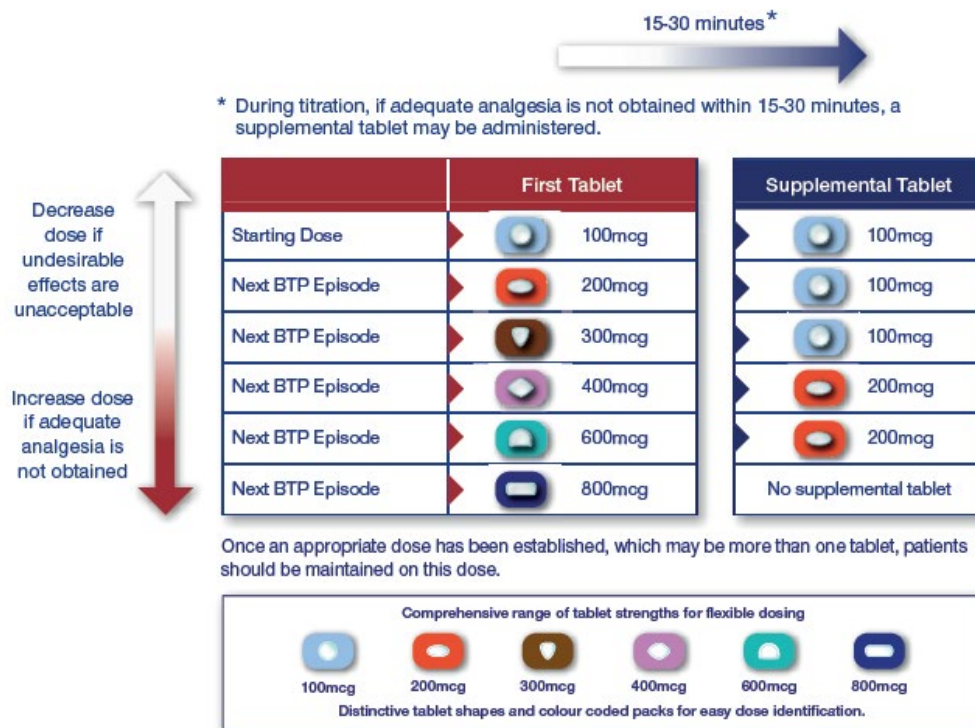 15-30 minutes*
* During titration, if adequate analgesia is not obtained within 15-30 minutes, a
supplemental tablet may be administered.
Decrease
dose if
undesirable
effects are
unacceptable
Increase dose
if adequate
analgesia is
not obtained
First Tablet Supplemental Tablet
Starting Dose 100mcg 100mcg
Next BTP Episode 200mcg 100mcg
Next BTP Episode 300mcg 100mcg
Next BTP Episode 400mcg 200mcg
Next BTP Episode 600mcg 200mcg
Next BTP Episode 800mcg No supplemental tablet
Once an appropriate dose has been established, which may be more than one tablet, patients
should be maintained on this dose.
Comprehensive range of tablet strengths for flexible dosing
100mcg 200mcg 300mcg 400mcg 600mcg 800mcg
Distinctive tablet shapes and colour coded packs for easy dose identification.